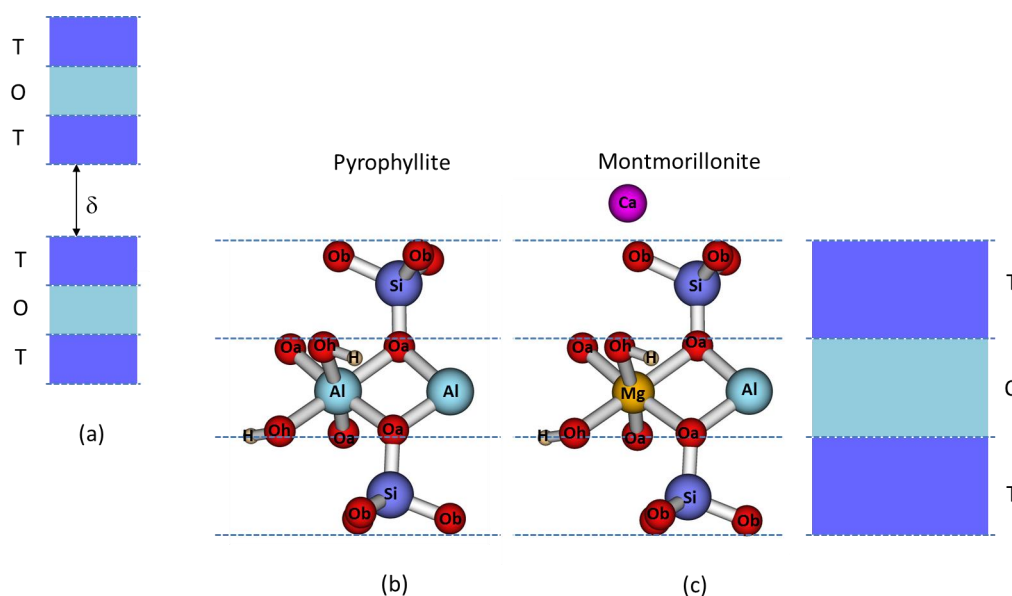 T
O
T
δ
T
O
T
(a)
Pyrophyllite
Ob
Ob
Si
Oa
Oh
H
Oa
Al
Al
H
Oh
Oa
Oa
Si
Ob
Ob
(b)
Montmorillonite
Ca
Ob
Ob
Si
Oa
Oh
H
Oa
Mg
Al
H
Oh
Oa
Oa
Si
Ob
Ob
(c)
T
T